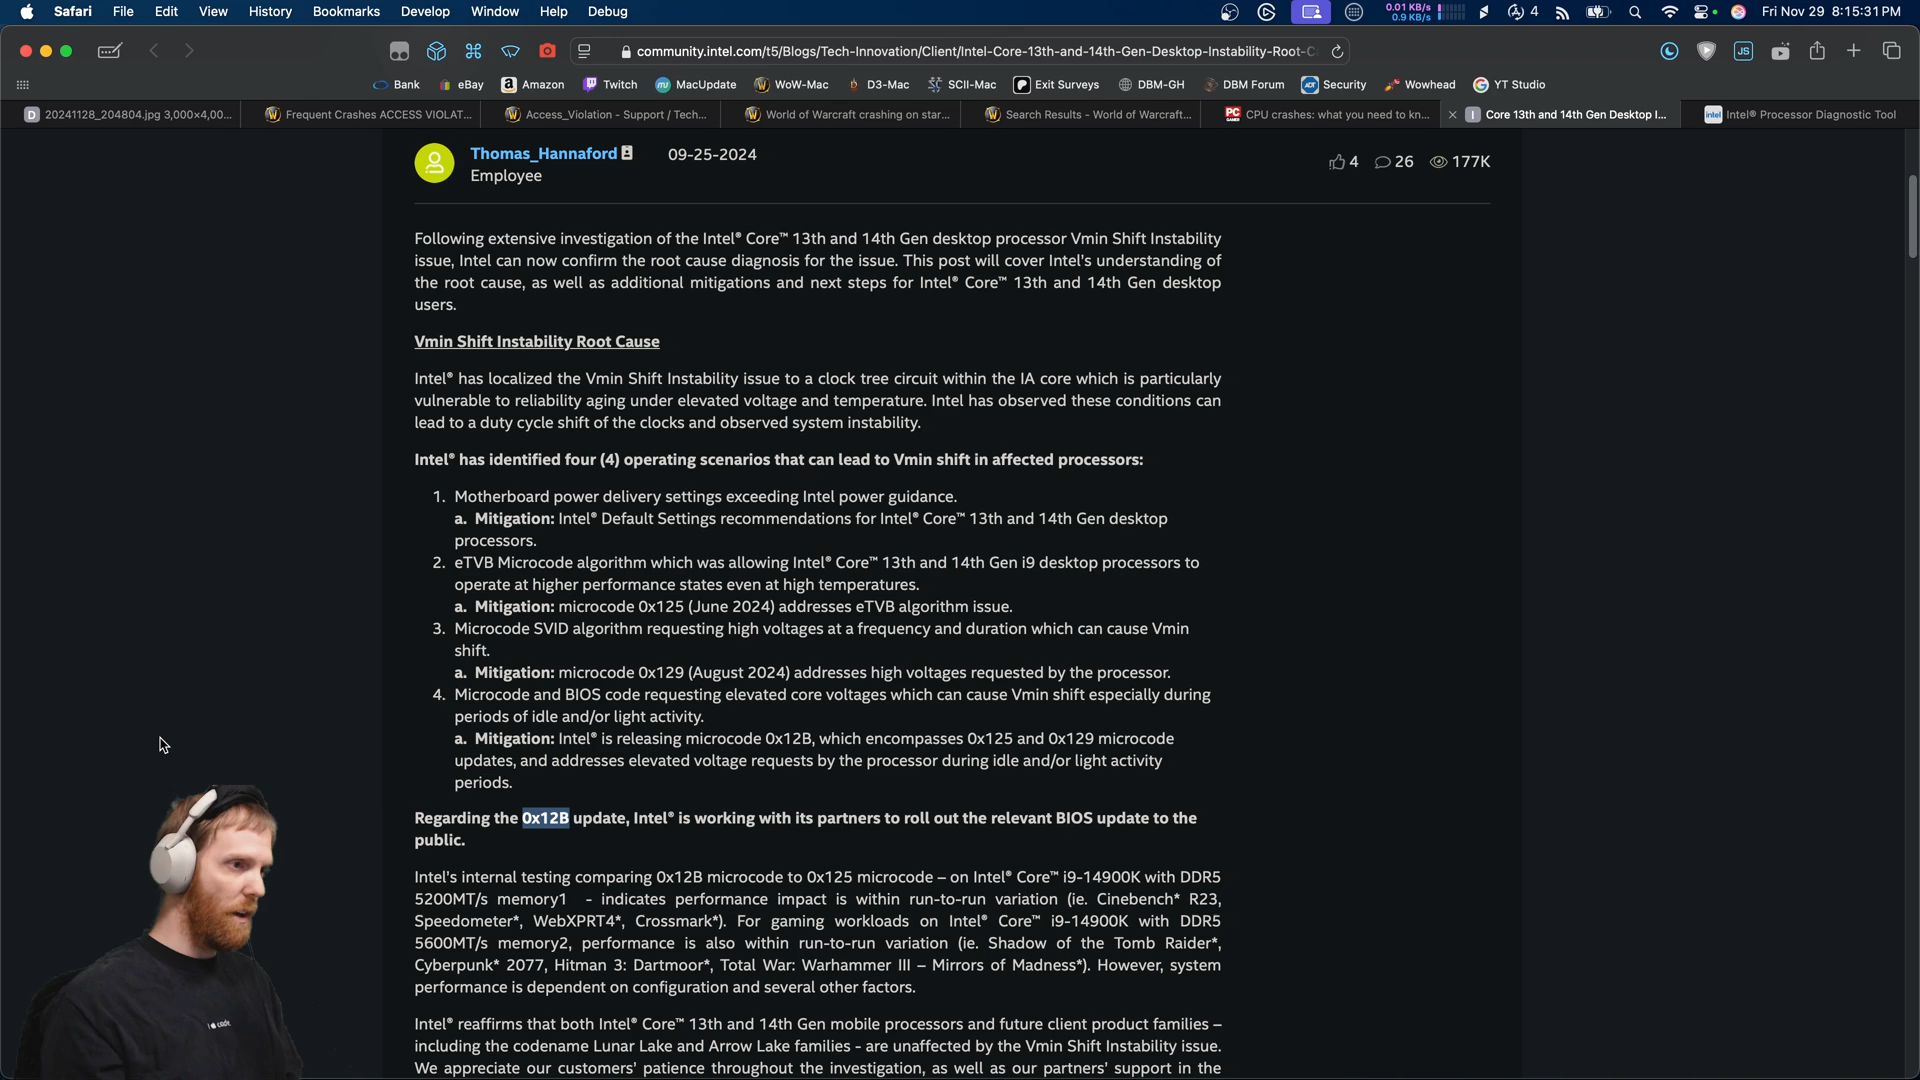 Safari File Edit View History Bookmarks Develop Window Help Debug
0.01 KB/s
0.9 KB/s
4
Fri Nov 29 8:15:31 PM
community.intel.com/t5/Blogs/Tech-Innovation/Client/Intel-Core-13th-and-14th-Gen-Desktop-Instability-Root-C
JS
Bank eBay Amazon Twitch MacUpdate WoW-Mac D3-Mac SCII-Mac Exit Surveys DBM-GH DBM Forum Security Wowhead YT Studio
20241128_204804.jpg 3,000×4,00... Frequent Crashes ACCESS VIOLAT... Access_Violation - Support / Tech... World of Warcraft crashing on star... Search Results - World of Warcraft... CPU crashes: what you need to kn... Core 13th and 14th Gen Desktop I... Intel® Processor Diagnostic Tool
Thomas_Hannaford 09-25-2024
Employee
4 26 177K
Following extensive investigation of the Intel® Core™ 13th and 14th Gen desktop processor Vmin Shift Instability
issue, Intel can now confirm the root cause diagnosis for the issue. This post will cover Intel's understanding of
the root cause, as well as additional mitigations and next steps for Intel® Core™ 13th and 14th Gen desktop
users.
Vmin Shift Instability Root Cause
Intel® has localized the Vmin Shift Instability issue to a clock tree circuit within the IA core which is particularly
vulnerable to reliability aging under elevated voltage and temperature. Intel has observed these conditions can
lead to a duty cycle shift of the clocks and observed system instability.
Intel® has identified four (4) operating scenarios that can lead to Vmin shift in affected processors:
1. Motherboard power delivery settings exceeding Intel power guidance.
a. Mitigation: Intel® Default Settings recommendations for Intel® Core™ 13th and 14th Gen desktop
processors.
2. eTVB Microcode algorithm which was allowing Intel® Core™ 13th and 14th Gen i9 desktop processors to
operate at higher performance states even at high temperatures.
a. Mitigation: microcode 0x125 (June 2024) addresses eTVB algorithm issue.
3. Microcode SVID algorithm requesting high voltages at a frequency and duration which can cause Vmin
shift.
a. Mitigation: microcode 0x129 (August 2024) addresses high voltages requested by the processor.
4. Microcode and BIOS code requesting elevated core voltages which can cause Vmin shift especially during
periods of idle and/or light activity.
a. Mitigation: Intel® is releasing microcode 0x12B, which encompasses 0x125 and 0x129 microcode
updates, and addresses elevated voltage requests by the processor during idle and/or light activity
periods.
Regarding the 0x12B update, Intel® is working with its partners to roll out the relevant BIOS update to the
public.
Intel's internal testing comparing 0x12B microcode to 0x125 microcode – on Intel® Core™ i9-14900K with DDR5
5200MT/s memory1 - indicates performance impact is within run-to-run variation (ie. Cinebench* R23,
Speedometer*, WebXPRT4*, Crossmark*). For gaming workloads on Intel® Core™ i9-14900K with DDR5
5600MT/s memory2, performance is also within run-to-run variation (ie. Shadow of the Tomb Raider*,
Cyberpunk* 2077, Hitman 3: Dartmoor*, Total War: Warhammer III – Mirrors of Madness*). However, system
performance is dependent on configuration and several other factors.
Intel® reaffirms that both Intel® Core™ 13th and 14th Gen mobile processors and future client product families –
including the codename Lunar Lake and Arrow Lake families - are unaffected by the Vmin Shift Instability issue.
We appreciate our customers' patience throughout the investigation, as well as our partners' support in the